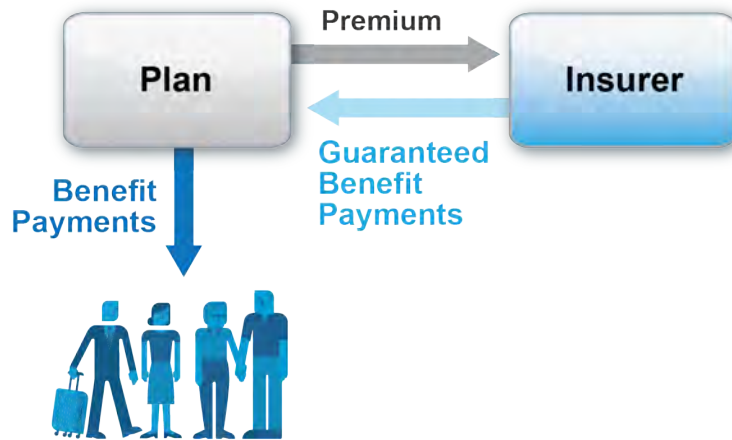 Premium
Plan
Insurer
Guaranteed
Benefit
Payments
Benefit
Payments